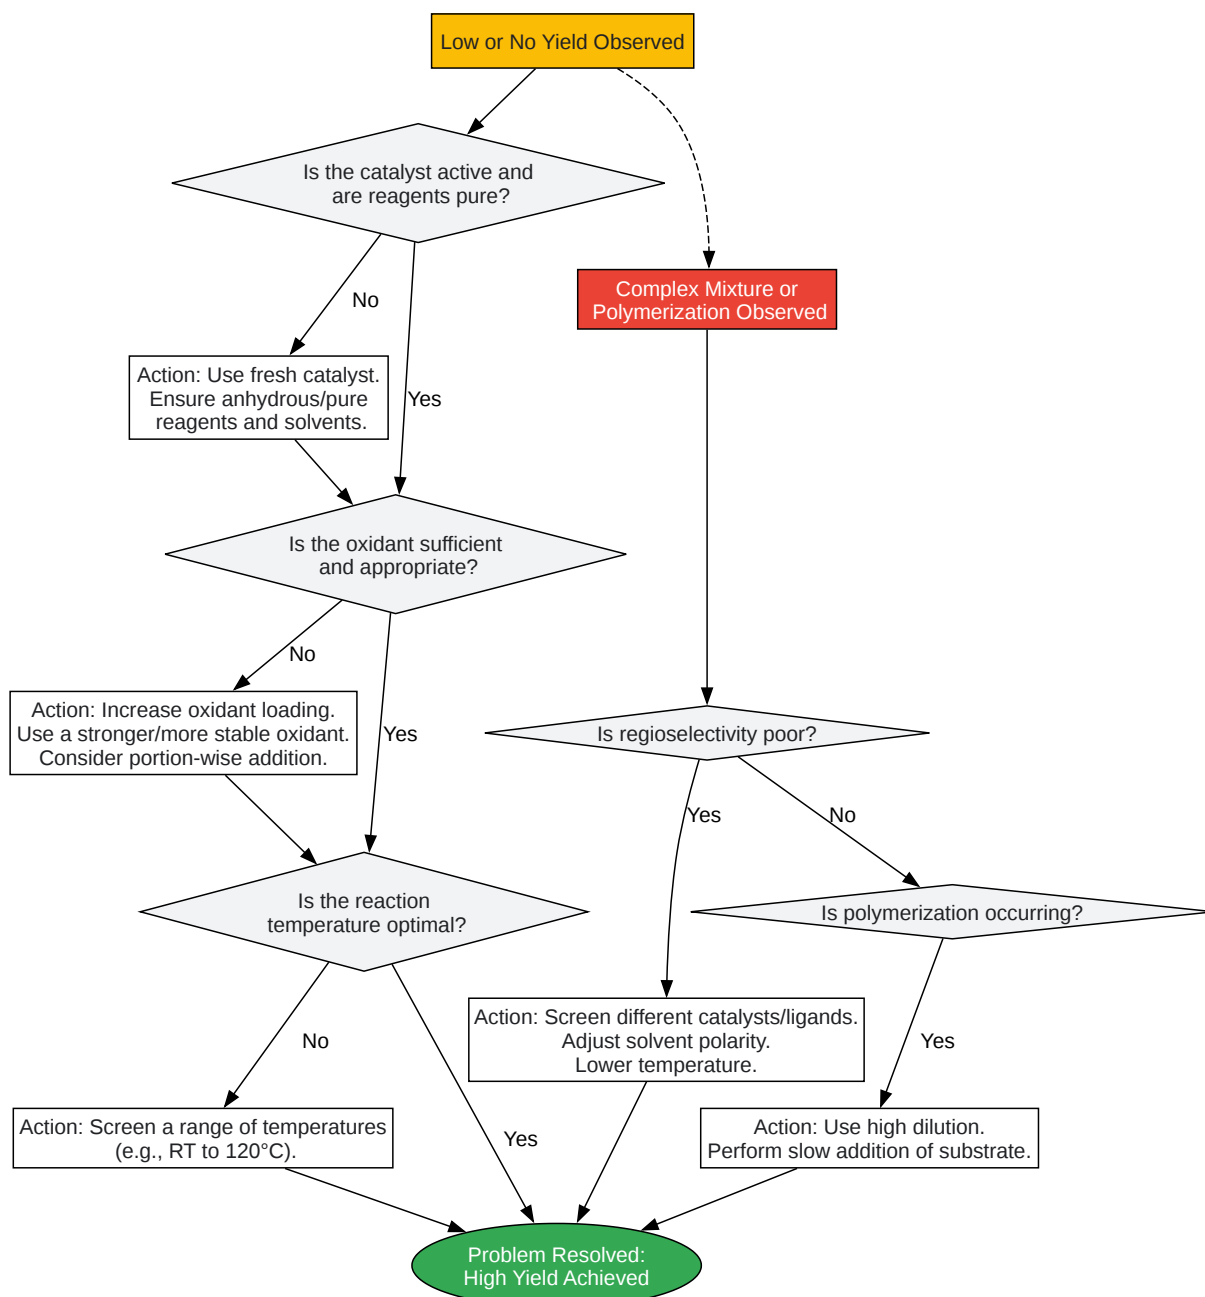 Low or No Yield Observed
Is the catalyst active and
are reagents pure?
Complex Mixture or
Polymerization Observed
No
Action: Use fresh catalyst.
Ensure anhydrous/pure
reagents and solvents.
Yes
Is the oxidant sufficient
and appropriate?
No
Action: Increase oxidant loading.
Use a stronger/more stable oxidant.
Consider portion-wise addition.
Yes
Is regioselectivity poor?
Yes
No
Is the reaction
temperature optimal?
Is polymerization occurring?
No
Action: Screen different catalysts/ligands.
Adjust solvent polarity.
Lower temperature.
Yes
Action: Screen a range of temperatures
(e.g., RT to 120°C).
Yes
Action: Use high dilution.
Perform slow addition of substrate.
Problem Resolved:
High Yield Achieved